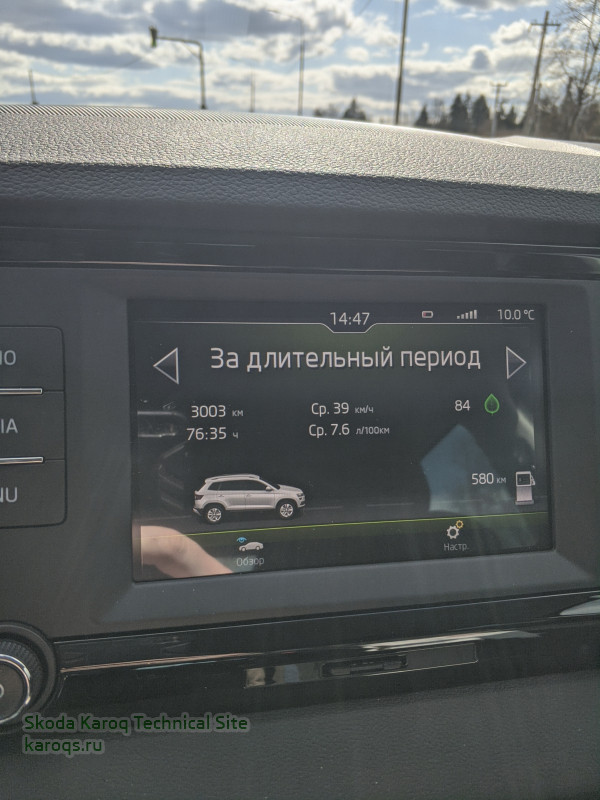 14:47
10.0 °C
За длительный период
3003 км
Ср. 39 км/ч
84
76:35 ч
Ср. 7.6 л/100км
580 км
Обзор
Настр.
Skoda Karoq Technical Site
karoqs.ru